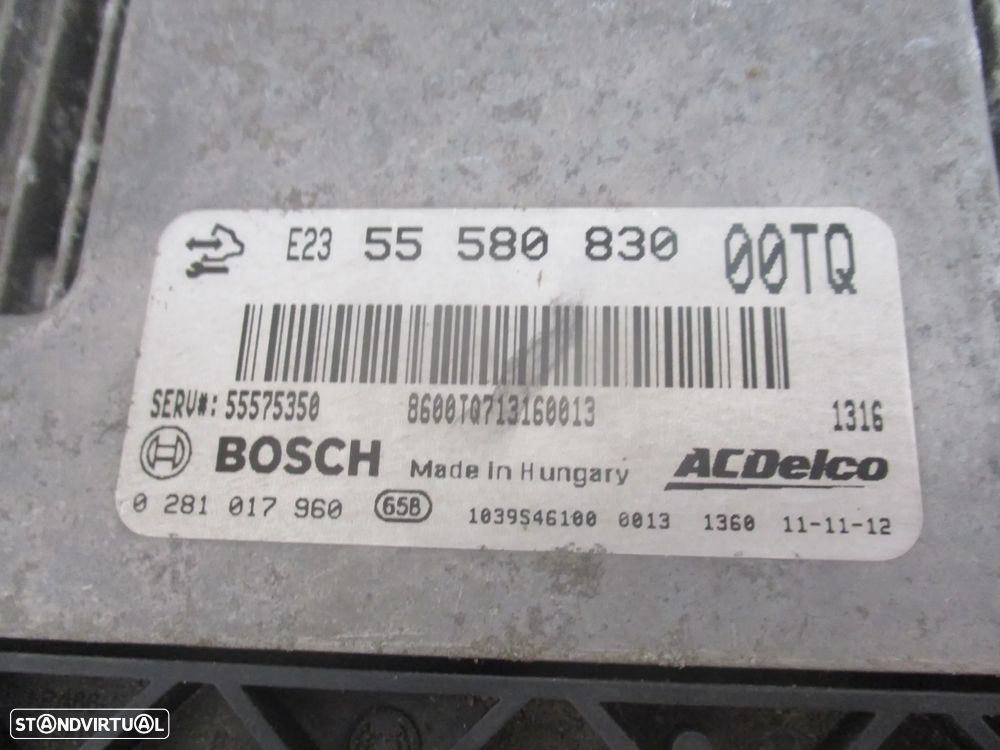 E23 55 580 830 00TQ
SERV#: 55575350 8600TQ713160013 1316
BOSCH Made in Hungary ACDelco
0 281 017 960 65B 1039S46100 0013 1360 11-11-12
STANDVIRTUAL